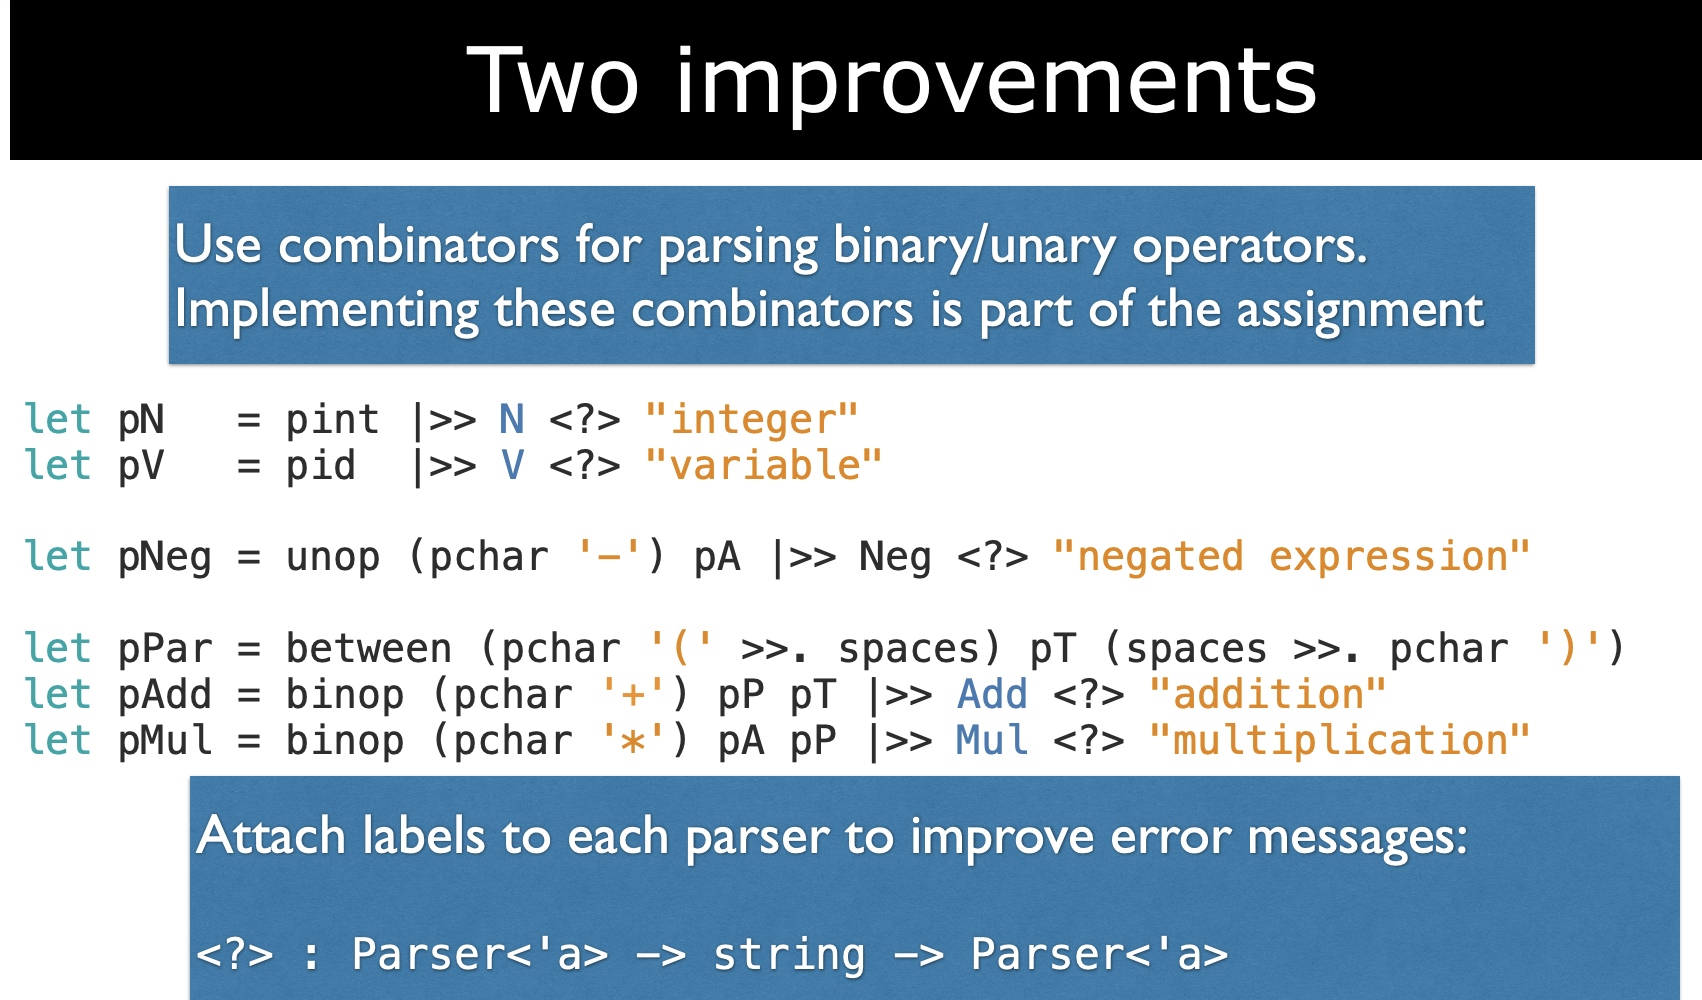 Two improvements
Use combinators for parsing binary/unary operators.
Implementing these combinators is part of the assignment
let pN   = pint |>> N <?> "integer"
let pV   = pid  |>> V <?> "variable"
let pNeg = unop (pchar '-') pA |>> Neg <?> "negated expression"
let pPar = between (pchar '(' >>. spaces) pT (spaces >>. pchar ')')
let pAdd = binop (pchar '+') pP pT |>> Add <?> "addition"
let pMul = binop (pchar '*') pA pP |>> Mul <?> "multiplication"
Attach labels to each parser to improve error messages:
<?> : Parser<'a> -> string -> Parser<'a>